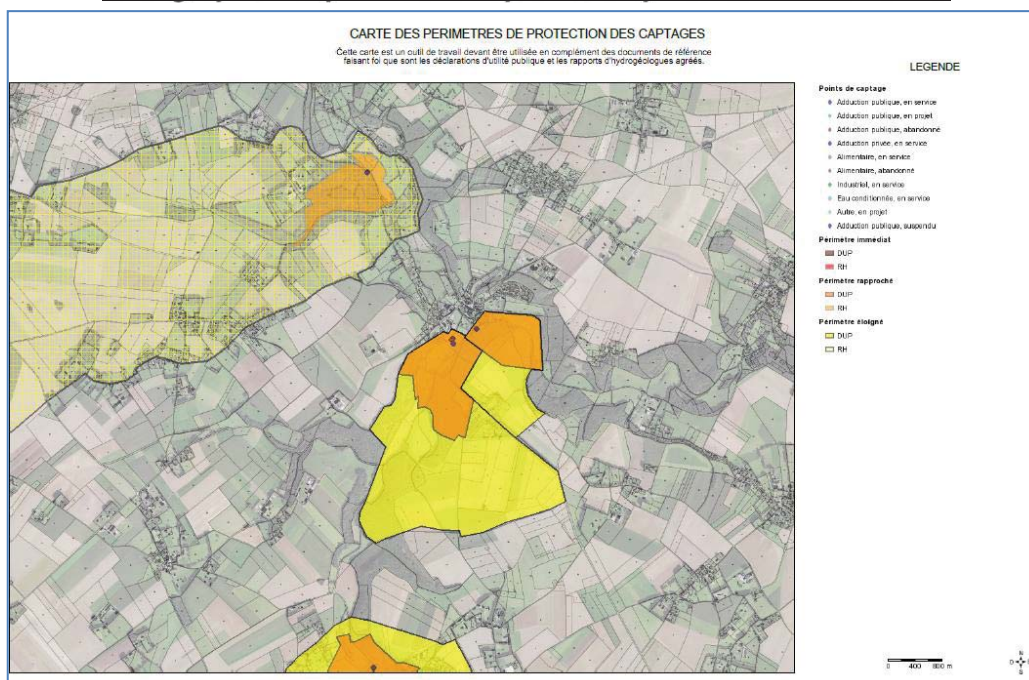 CARTE DES PERIMETRES DE PROTECTION DES CAPTAGES
Cette carte est un outil de travail devant être utilisée en complément des documents de référence
faisant foi que sont les déclarations d'utilité publique et les rapports d'hydrogéologues agréés.
LEGENDE
Points de captage
Adduction publique, en service
Adduction publique, en projet
Adduction publique, abandonné
Adduction privée, en service
Alimentaire, en service
Alimentaire, abandonné
Industriel, en service
Eau conditionnée, en service
Autre, en projet
Adduction publique, suspendu
Périmètre immédiat
DUP
RH
Périmètre rapproché
DUP
RH
Périmètre éloigné
DUP
RH
0 400 800 m